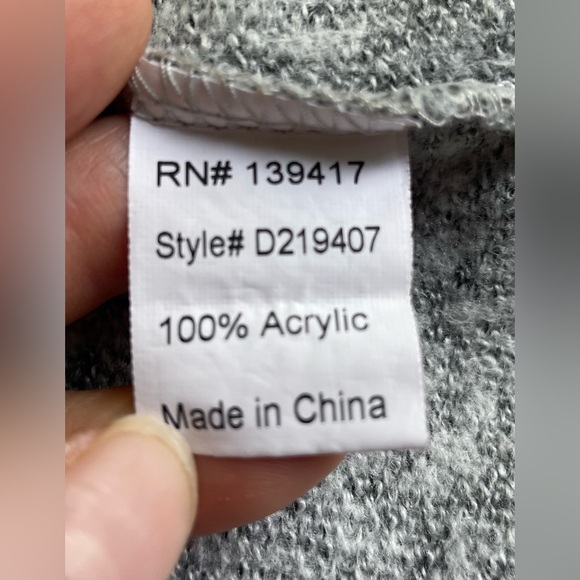 RN# 139417
Style# D219407
100% Acrylic
Made in China